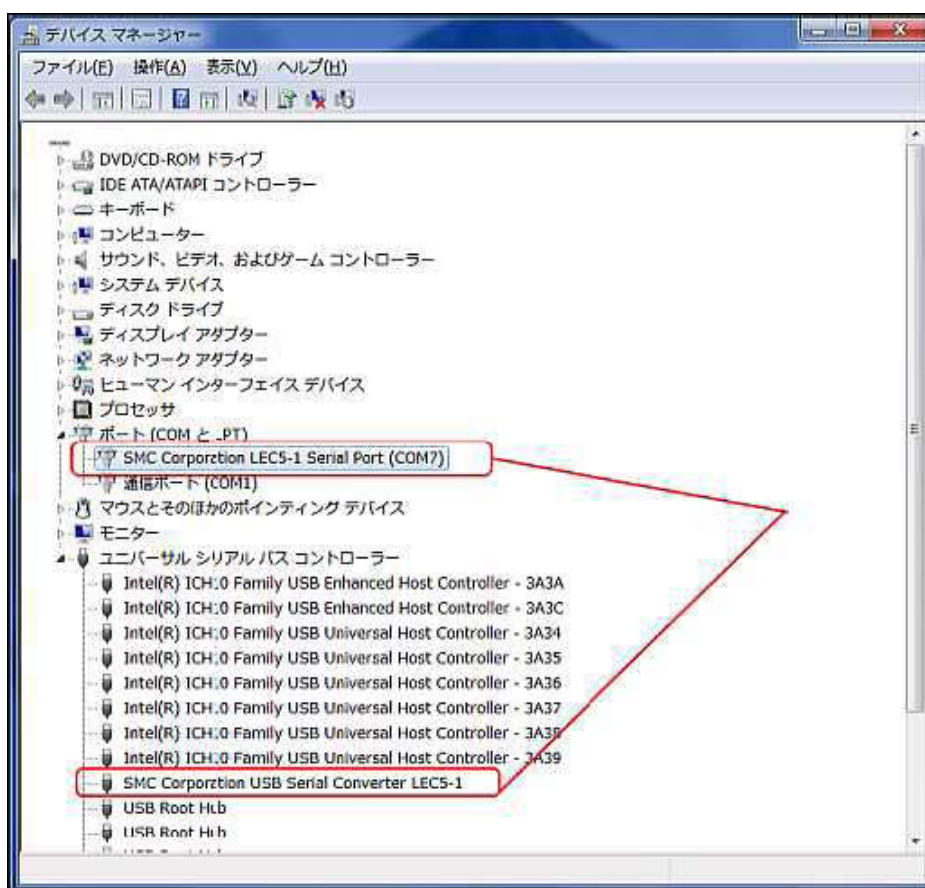 デバイス マネージャー
ファイル(F) 操作(A) 表示(V) ヘルプ(H)
DVD/CD-ROM ドライブ
IDE ATA/ATAPI コントローラー
キーボード
コンピューター
サウンド、ビデオ、およびゲーム コントローラー
システム デバイス
ディスク ドライブ
ディスプレイ アダプター
ネットワーク アダプター
ヒューマン インターフェイス デバイス
プロセッサ
ポート (COM と LPT)
SMC Corporation LEC5-1 Serial Port (COM7)
通信ポート (COM1)
マウスとそのほかのポインティング デバイス
モニター
ユニバーサル シリアル バス コントローラー
Intel(R) ICH10 Family USB Enhanced Host Controller - 3A3A
Intel(R) ICH10 Family USB Enhanced Host Controller - 3A3C
Intel(R) ICH10 Family USB Universal Host Controller - 3A34
Intel(R) ICH10 Family USB Universal Host Controller - 3A35
Intel(R) ICH10 Family USB Universal Host Controller - 3A36
Intel(R) ICH10 Family USB Universal Host Controller - 3A37
Intel(R) ICH10 Family USB Universal Host Controller - 3A38
Intel(R) ICH10 Family USB Universal Host Controller - 3A39
SMC Corporation USB Serial Converter LEC5-1
USB Root Hub
USB Root Hub